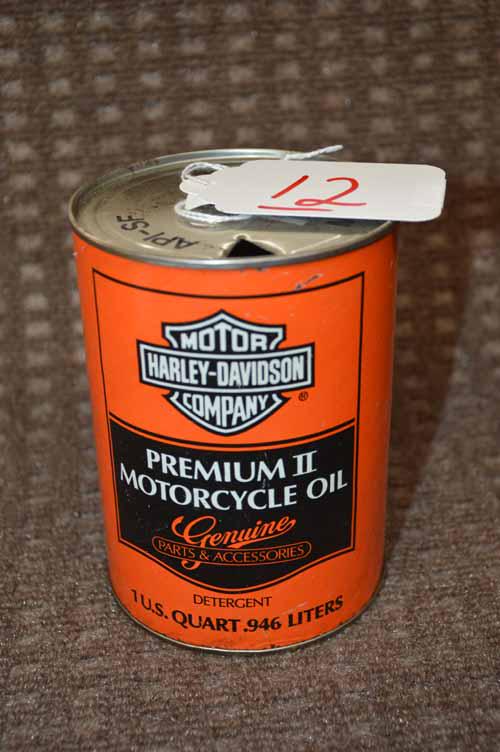 12
API-SF
MOTOR
HARLEY-DAVIDSON
COMPANY
®
PREMIUM II
MOTORCYCLE OIL
Genuine
PARTS & ACCESSORIES
DETERGENT
1 U.S. QUART .946 LITERS